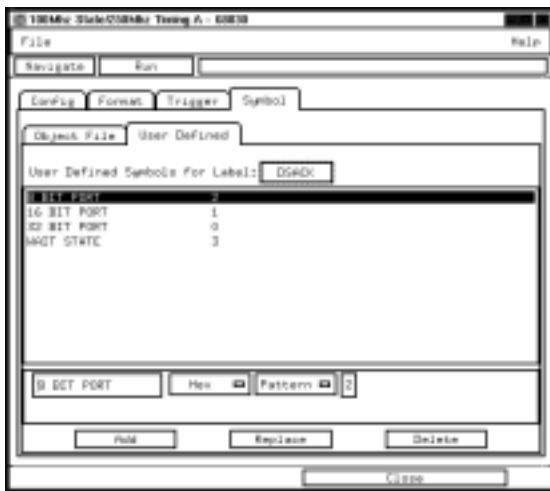 100Mhz State/250Mhz Timing A - 68030
File Help
Navigate Run
Config Format Trigger Symbol
Object File User Defined
User Defined Symbols for Label: DSACK
8 BIT PORT 2
16 BIT PORT 1
32 BIT PORT 0
WAIT STATE 3
8 BIT PORT Hex Pattern 2
Add Replace Delete
Close